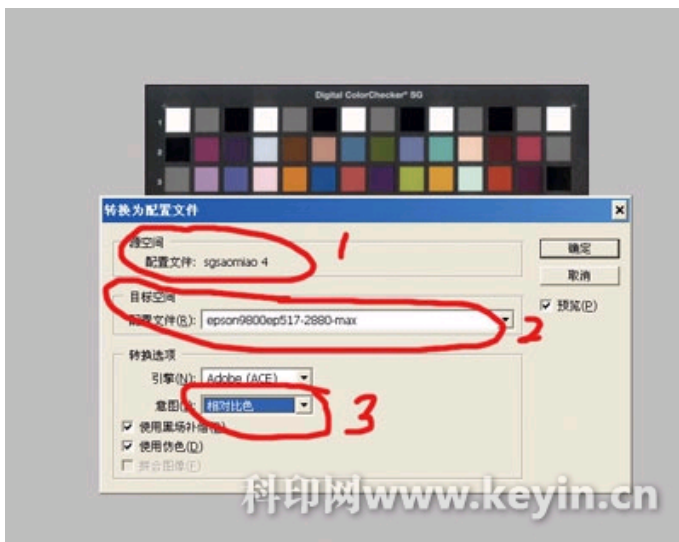 Digital ColorChecker® SG
1
2
3
转换为配置文件
源空间
1
确定
配置文件: sgsaomiao 4
取消
目标空间
预览(P)
配置文件(R): epson9800ep517-2880-max
2
转换选项
引擎(N): Adobe (ACE)
意图(I): 相对比色
3
使用黑场补偿(B)
使用仿色(D)
拼合图像(F)
科印网www.keyin.cn